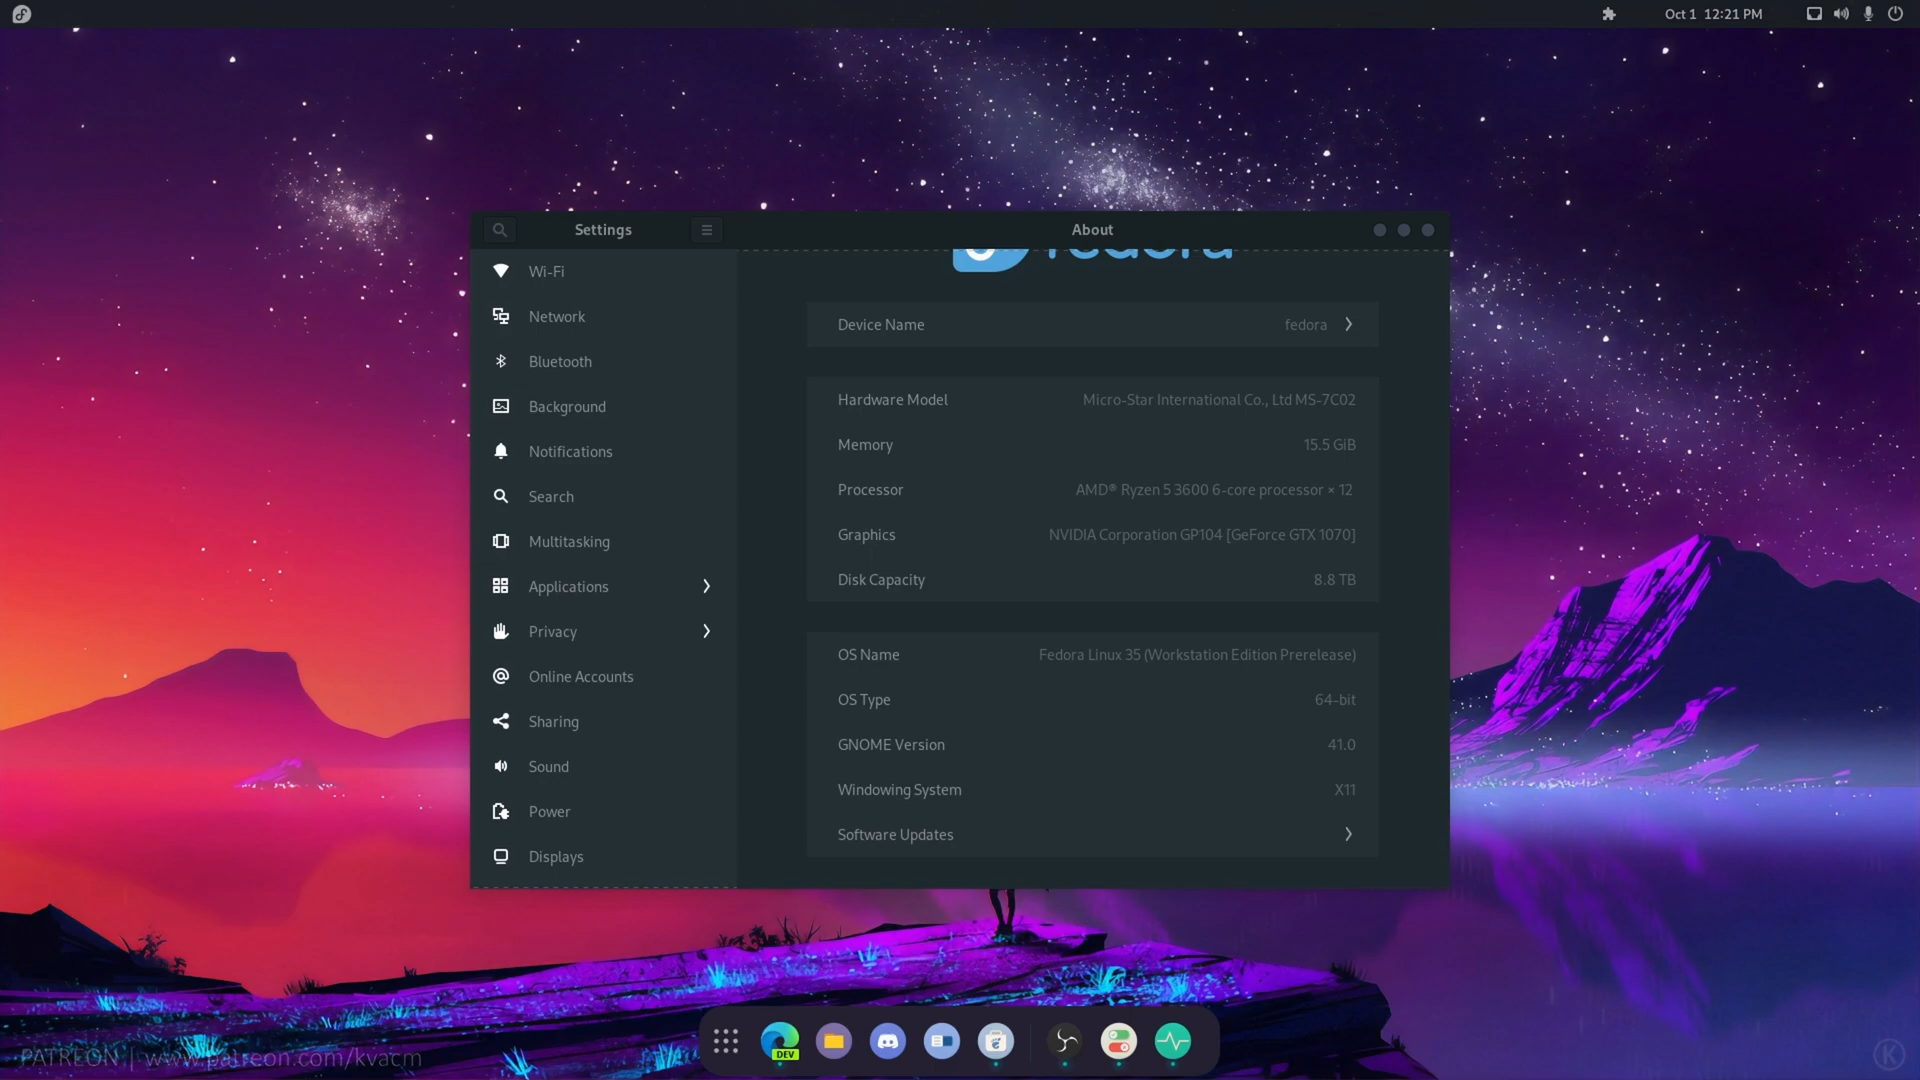 Oct 1 12:21 PM
Settings
About
fedora
Wi-Fi
Network
Bluetooth
Background
Notifications
Search
Multitasking
Applications
Privacy
Online Accounts
Sharing
Sound
Power
Displays
Device Name fedora
Hardware Model Micro-Star International Co., Ltd MS-7C02
Memory 15.5 GiB
Processor AMD® Ryzen 5 3600 6-core processor × 12
Graphics NVIDIA Corporation GP104 [GeForce GTX 1070]
Disk Capacity 8.8 TB
OS Name Fedora Linux 35 (Workstation Edition Prerelease)
OS Type 64-bit
GNOME Version 41.0
Windowing System X11
Software Updates
DEV
PATREON | www.patreon.com/kvacm
K